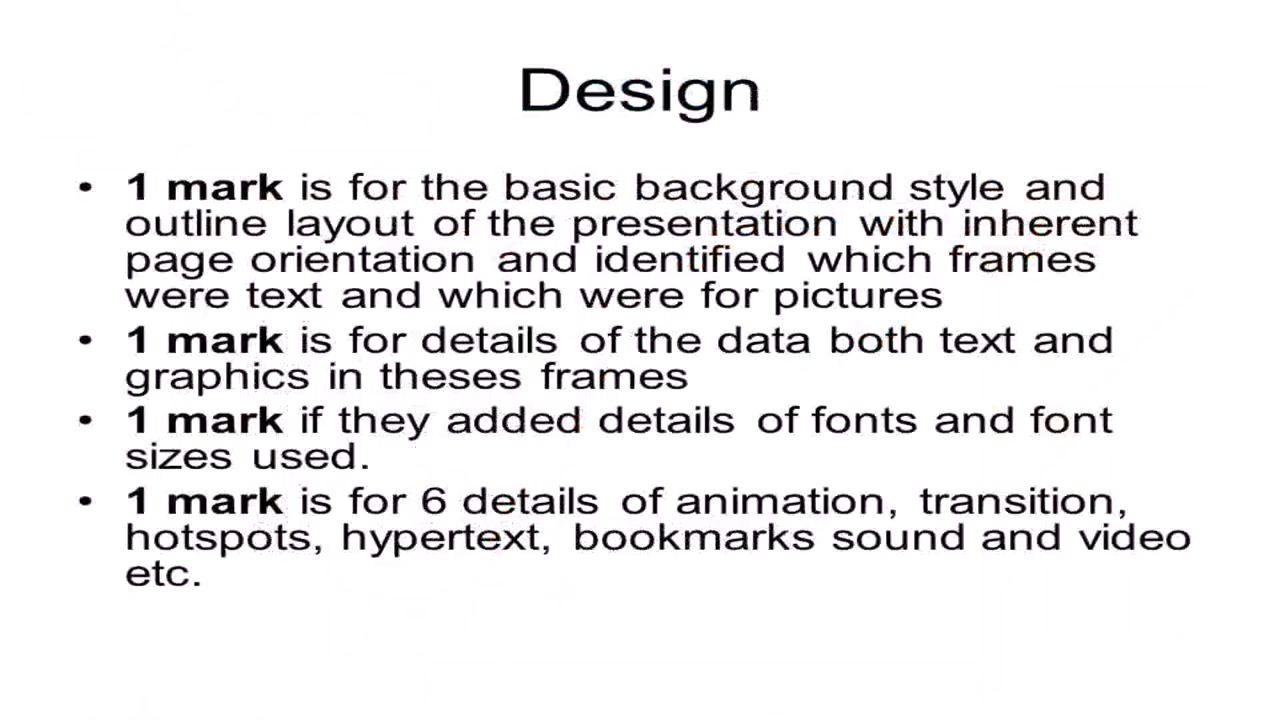 Design
• 1 mark is for the basic background style and
outline layout of the presentation with inherent
page orientation and identified which frames
were text and which were for pictures
• 1 mark is for details of the data both text and
graphics in theses frames
• 1 mark if they added details of fonts and font
sizes used.
• 1 mark is for 6 details of animation, transition,
hotspots, hypertext, bookmarks sound and video
etc.